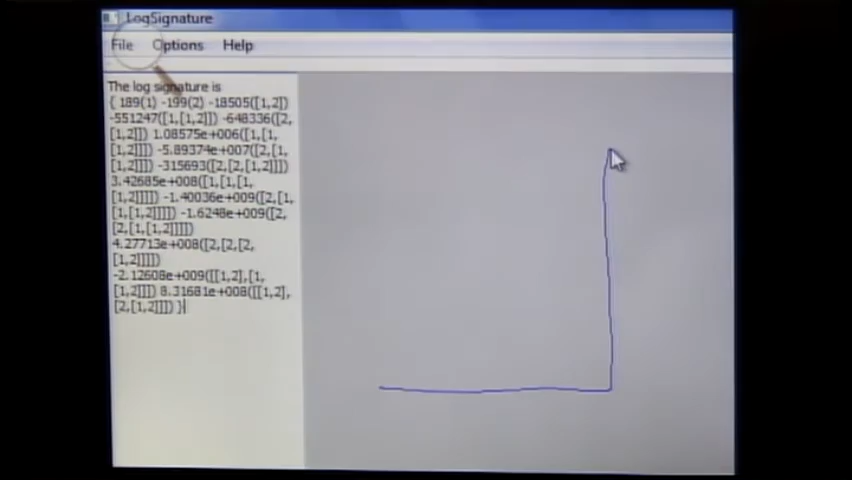 LogSignature
File Options Help
The log signature is
{ 189(1) -199(2) -18505([1,2])
-551247([1,[1,2]]) -648336([2,
[1,2]]) 1.08575e+006([1,[1,
[1,2]]]) -5.89374e+007([2,[1,
[1,2]]]) -315693([2,[2,[1,2]]])
3.42685e+008([1,[1,[1,
[1,2]]]]) -1.40036e+009([2,[1,
[1,[1,2]]]]) -1.6248e+009([2,
[2,[1,[1,2]]]])
4.27713e+008([2,[2,[2,
[1,2]]]])
-2.12608e+009([[1,2],[1,
[1,2]]]) 8.31681e+008([[1,2],
[2,[1,2]]]) }